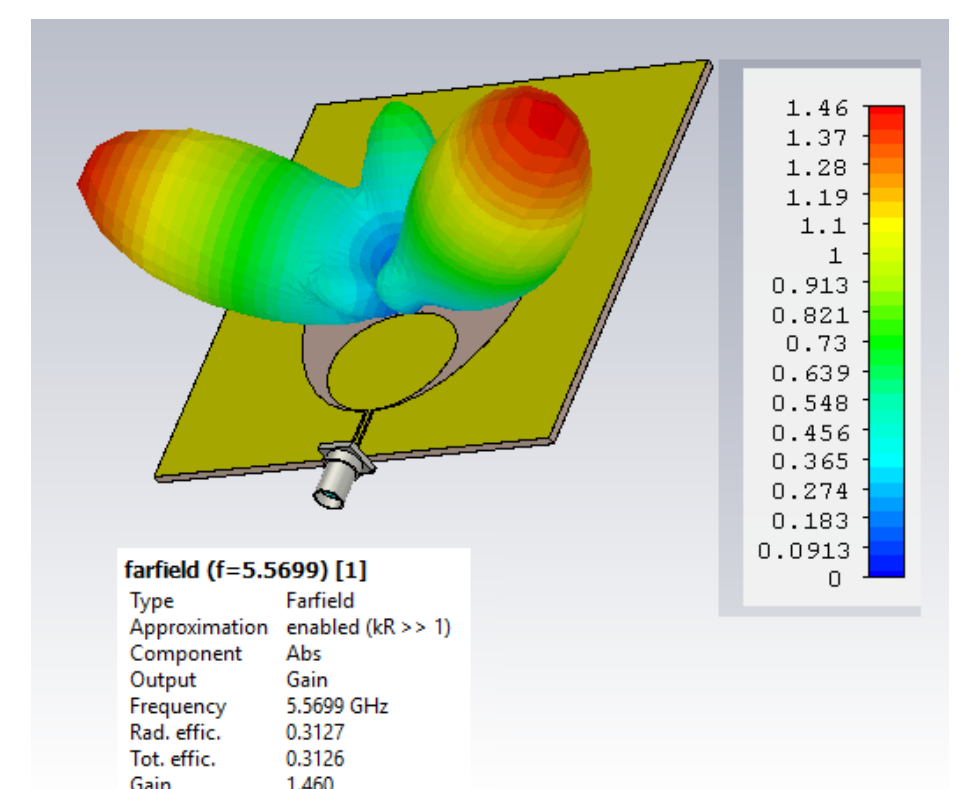 1.46
1.37
1.28
1.19
1.1
1
0.913
0.821
0.73
0.639
0.548
0.456
0.365
0.274
0.183
0.0913
0
farfield (f=5.5699) [1]
Type Farfield
Approximation enabled (kR >> 1)
Component Abs
Output Gain
Frequency 5.5699 GHz
Rad. effic. 0.3127
Tot. effic. 0.3126
Gain 1.460